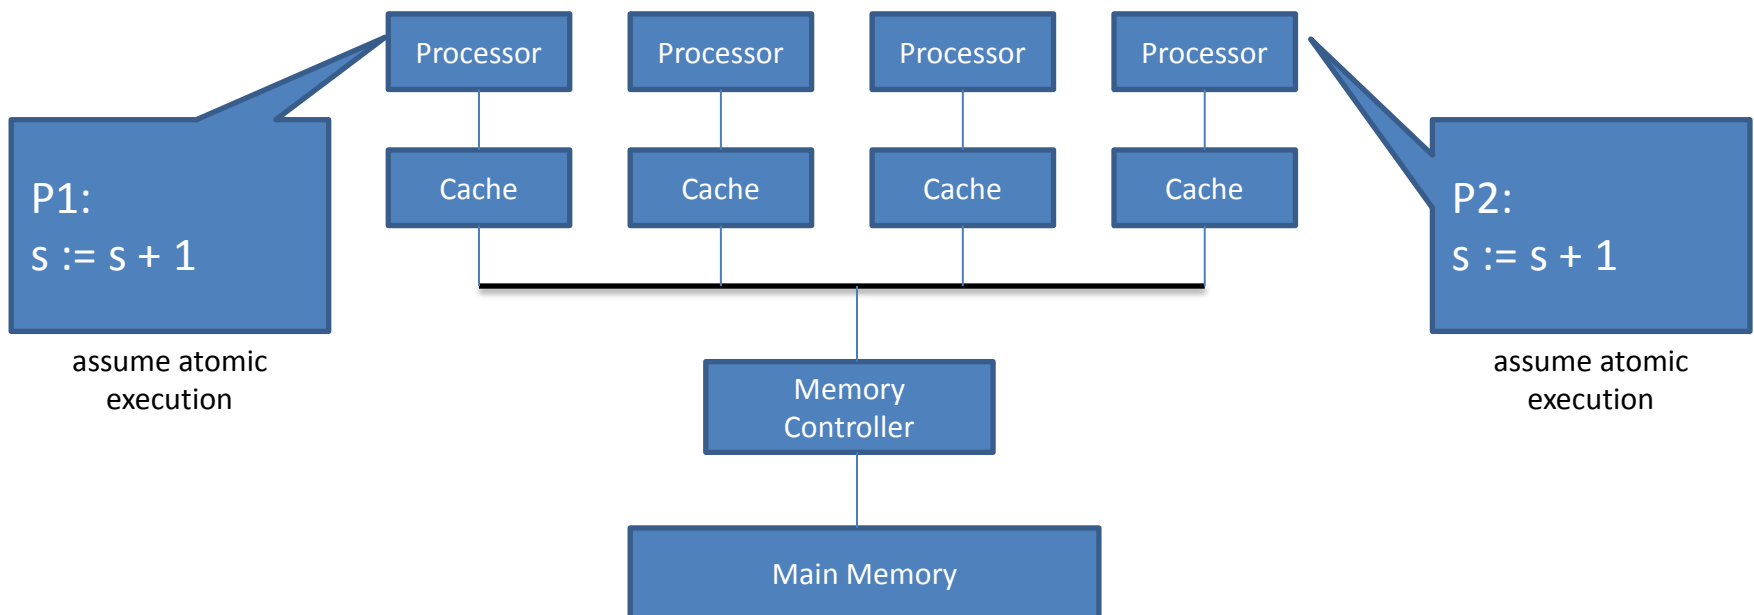 Processor
Processor
Processor
Processor
P1:
s := s + 1
Cache
Cache
Cache
Cache
P2:
s := s + 1
assume atomic
execution
Memory
Controller
assume atomic
execution
Main Memory